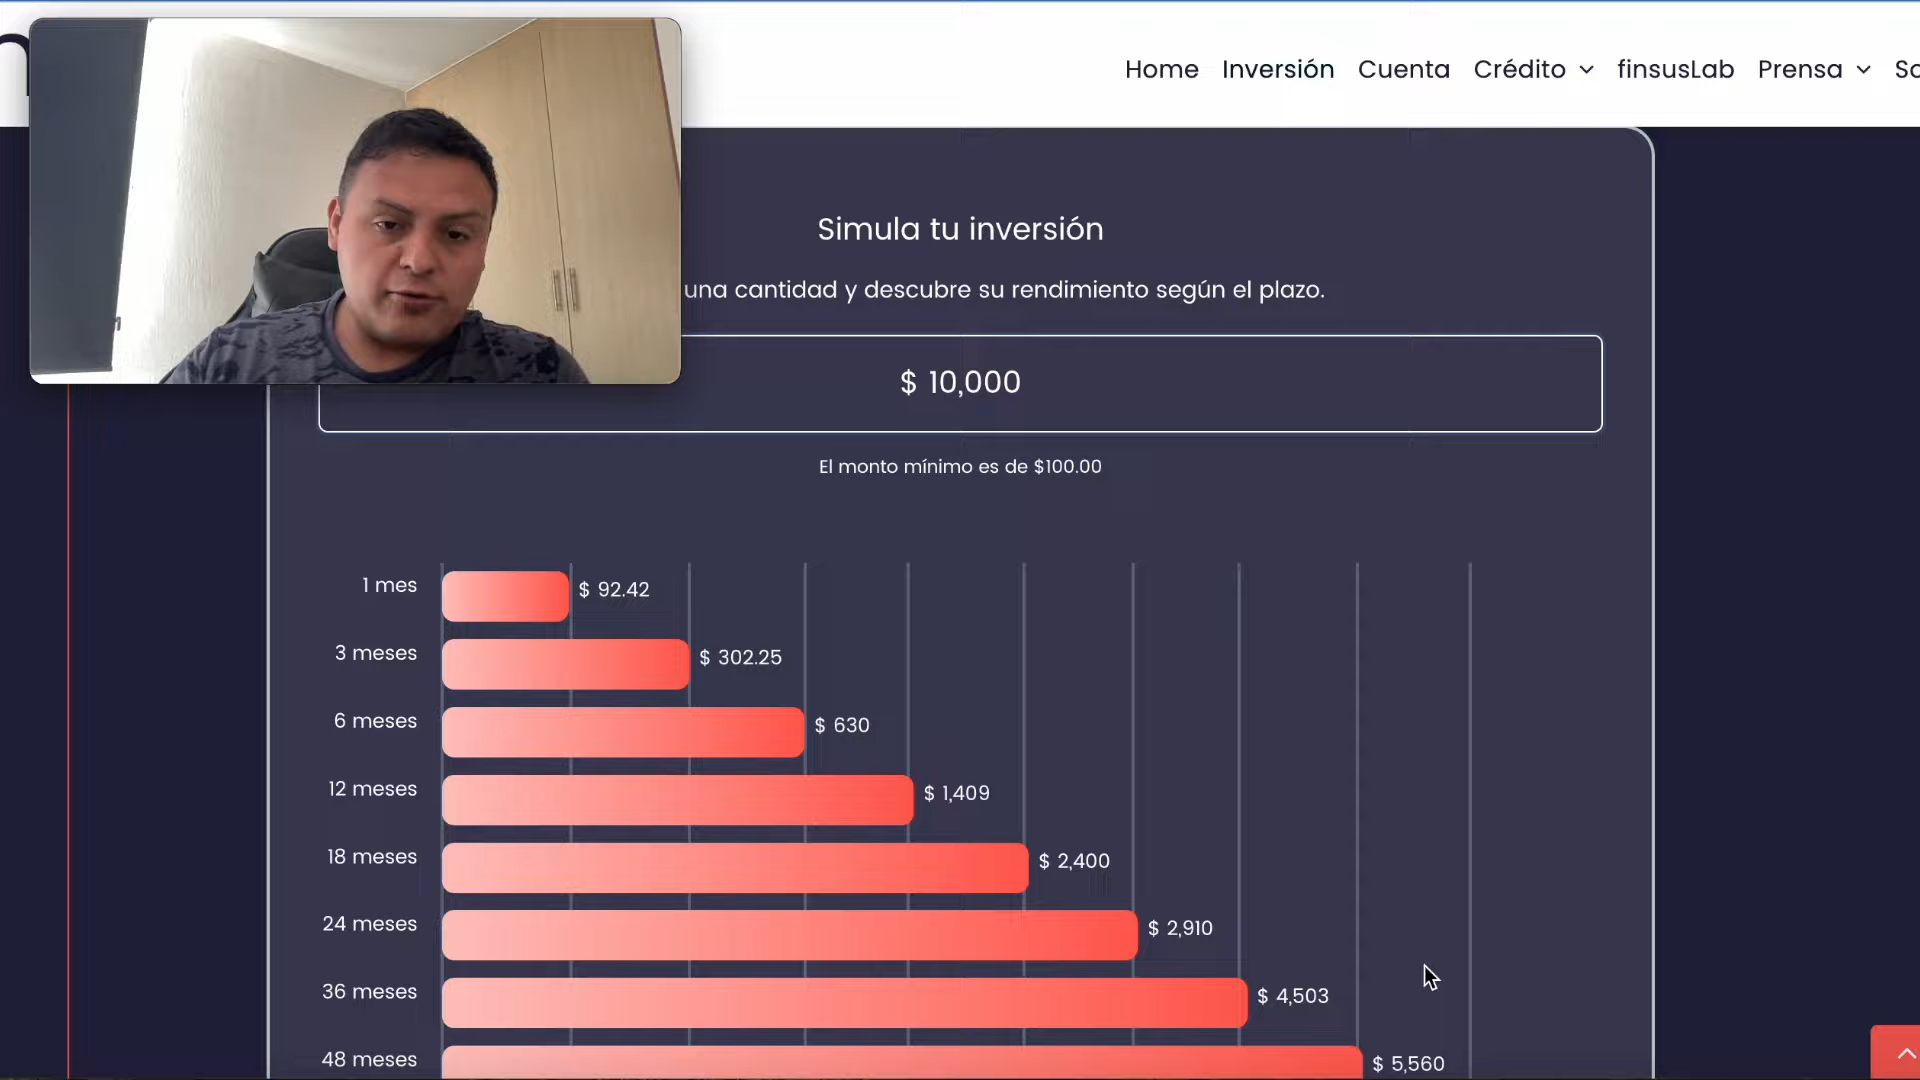 Home Inversión Cuenta Crédito finsusLab Prensa
Simula tu inversión
una cantidad y descubre su rendimiento según el plazo.
$ 10,000
El monto mínimo es de $100.00
1 mes $ 92.42
3 meses $ 302.25
6 meses $ 630
12 meses $ 1,409
18 meses $ 2,400
24 meses $ 2,910
36 meses $ 4,503
48 meses $ 5,560